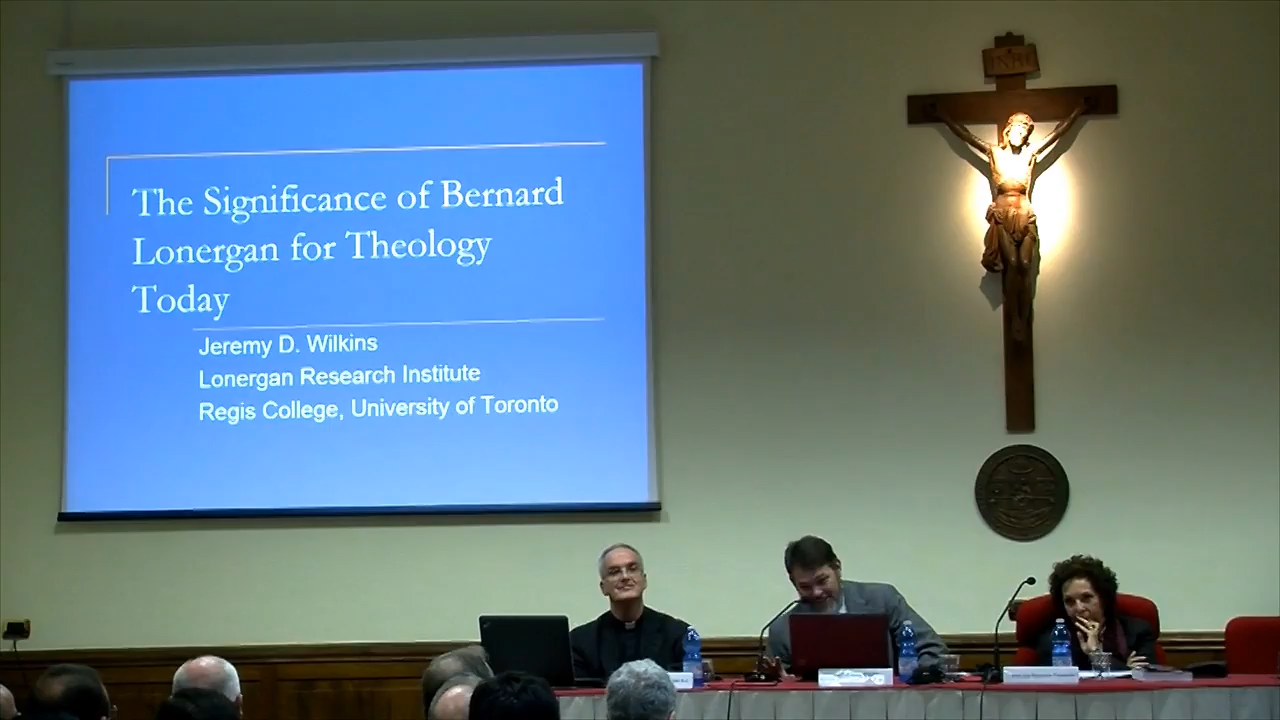 The Significance of Bernard
Lonergan for Theology
Today
Jeremy D. Wilkins
Lonergan Research Institute
Regis College, University of Toronto
INRI